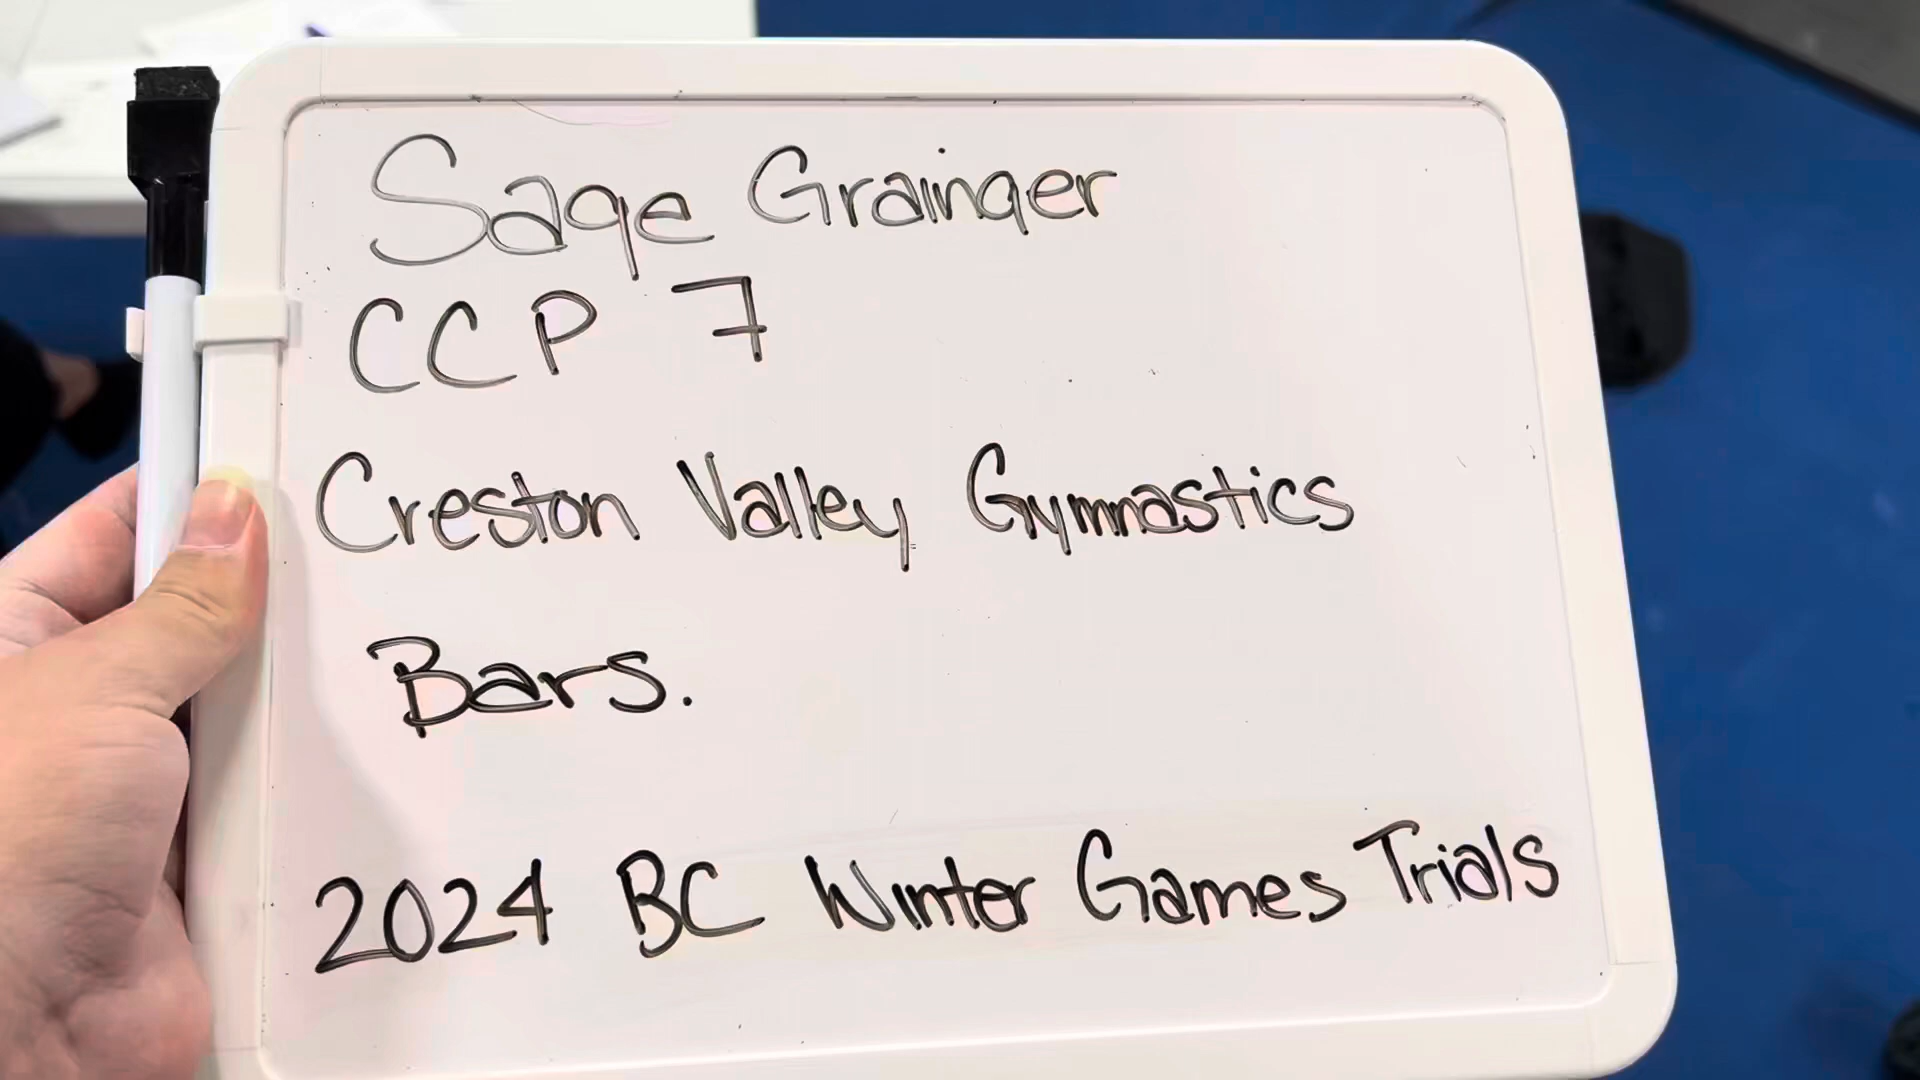 Sage Grainger
CCP 7
Creston Valley Gymnastics
Bars.
2024 BC Winter Games Trials